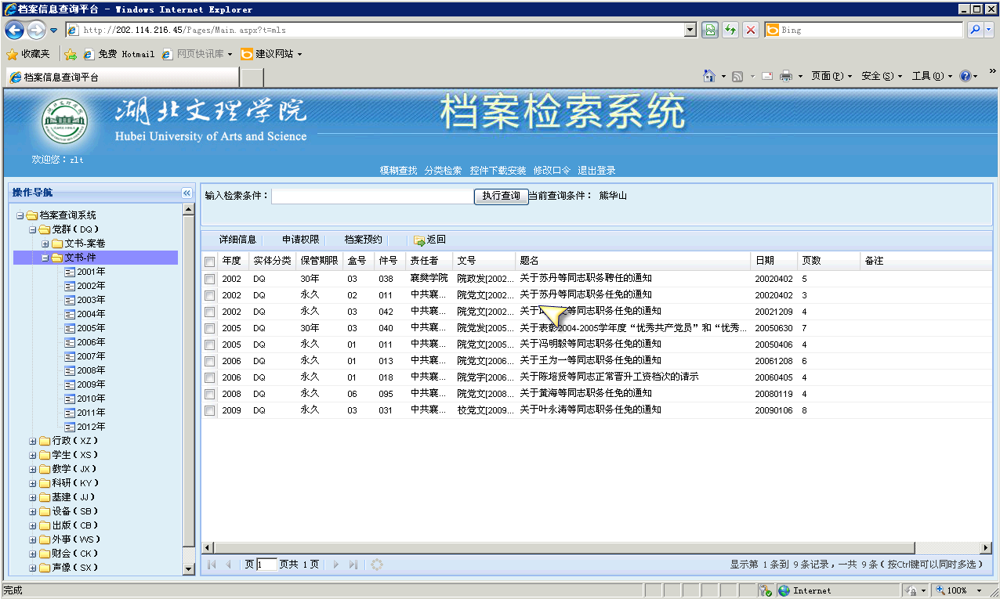 档案信息查询平台 - Windows Internet Explorer
http://202.114.216.45/Pages/Main.aspx?t=mls
Bing
收藏夹 免费 Hotmail 网页快讯库 建议网站
档案信息查询平台 页面(P) 安全(S) 工具(O) »
湖北文理学院 档案检索系统
Hubei University of Arts and Science
欢迎您：zlt
模糊查找 分类检索 控件下载安装 修改口令 退出登录
操作导航
档案查询系统
党群(DQ)
文书-案卷
文书-件
2001年
2002年
2003年
2004年
2005年
2006年
2007年
2008年
2009年
2010年
2011年
2012年
行政(XZ)
学生(XS)
教学(JX)
科研(KY)
基建(JJ)
设备(SB)
出版(CB)
外事(WS)
财会(CK)
声像(SX)
输入检索条件： 执行查询 当前查询条件： 熊华山
详细信息 申请权限 档案预约 返回
年度 实体分类 保管期限 盒号 件号 责任者 文号 题名 日期 页数 备注
2002 DQ 30年 03 038 襄樊学院 院政发[2002... 关于苏丹等同志职务聘任的通知 20020402 5
2002 DQ 永久 02 011 中共襄... 院党文[2002... 关于苏丹等同志职务任免的通知 20020402 3
2002 DQ 永久 03 042 中共襄... 院党文[2002... 关于 等同志职务任免的通知 20021209 4
2005 DQ 30年 03 040 中共襄... 院党发[2005... 关于表彰2004-2005学年度“优秀共产党员”和“优秀... 20050630 7
2005 DQ 永久 01 011 中共襄... 院党文[2005... 关于冯明毅等同志职务任免的通知 20050406 4
2006 DQ 永久 01 013 中共襄... 院党文[2006... 关于王为一等同志职务任免的通知 20061208 6
2006 DQ 永久 01 018 中共襄... 院党字[2006... 关于陈培贤等同志正常晋升工资档次的请示 20060405 4
2008 DQ 永久 06 095 中共襄... 院党文[2008... 关于黄海等同志职务任免的通知 20080119 4
2009 DQ 永久 03 031 中共襄... 校党文[2009... 关于叶永涛等同志职务任免的通知 20090106 8
页 1 页共 1 页 显示第 1 条到 9 条记录，一共 9 条(按Ctrl键可以同时多选)
完成 Internet 100%